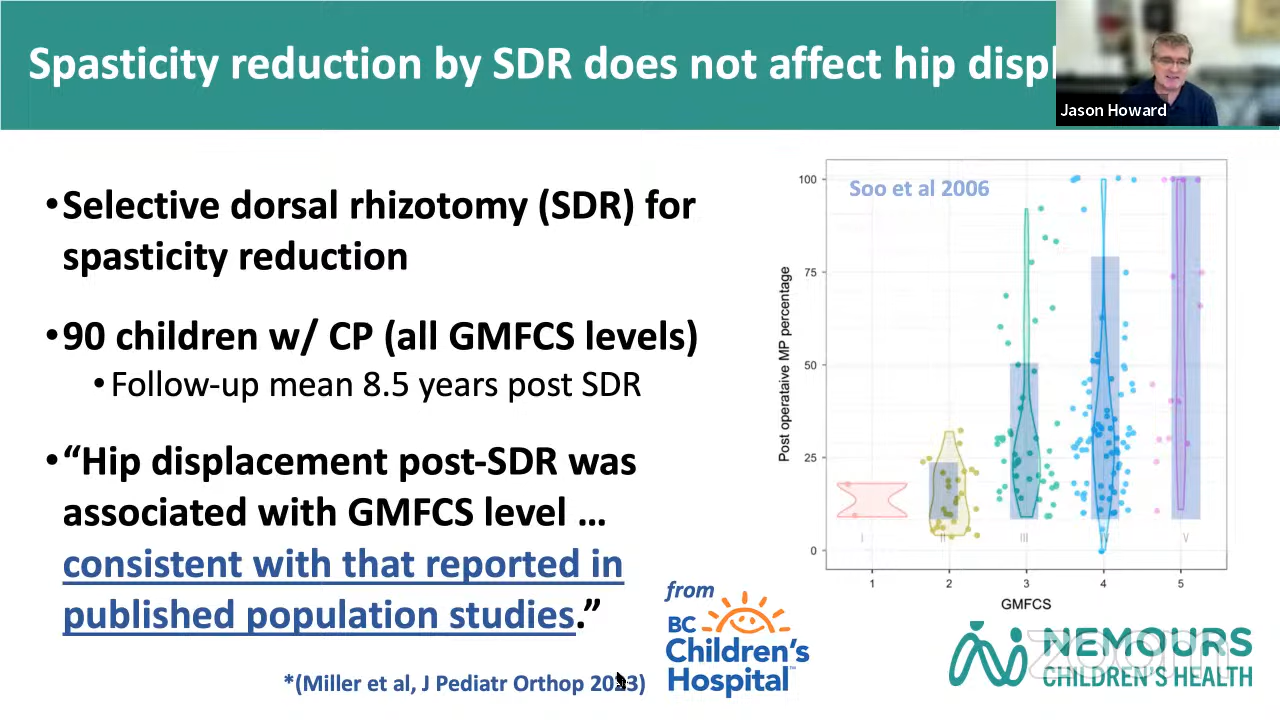 Spasticity reduction by SDR does not affect hip displ
Jason Howard
•Selective dorsal rhizotomy (SDR) for
spasticity reduction
•90 children w/ CP (all GMFCS levels)
•Follow-up mean 8.5 years post SDR
•“Hip displacement post-SDR was
associated with GMFCS level …
consistent with that reported in
published population studies.”
*(Miller et al, J Pediatr Orthop 2023)
from
BC
Children's
Hospital™
Soo et al 2006
Post operataive MP percentage
100
75
50
25
0
I II III IV V
1 2 3 4 5
GMFCS
NEMOURS
CHILDREN'S HEALTH
zoom